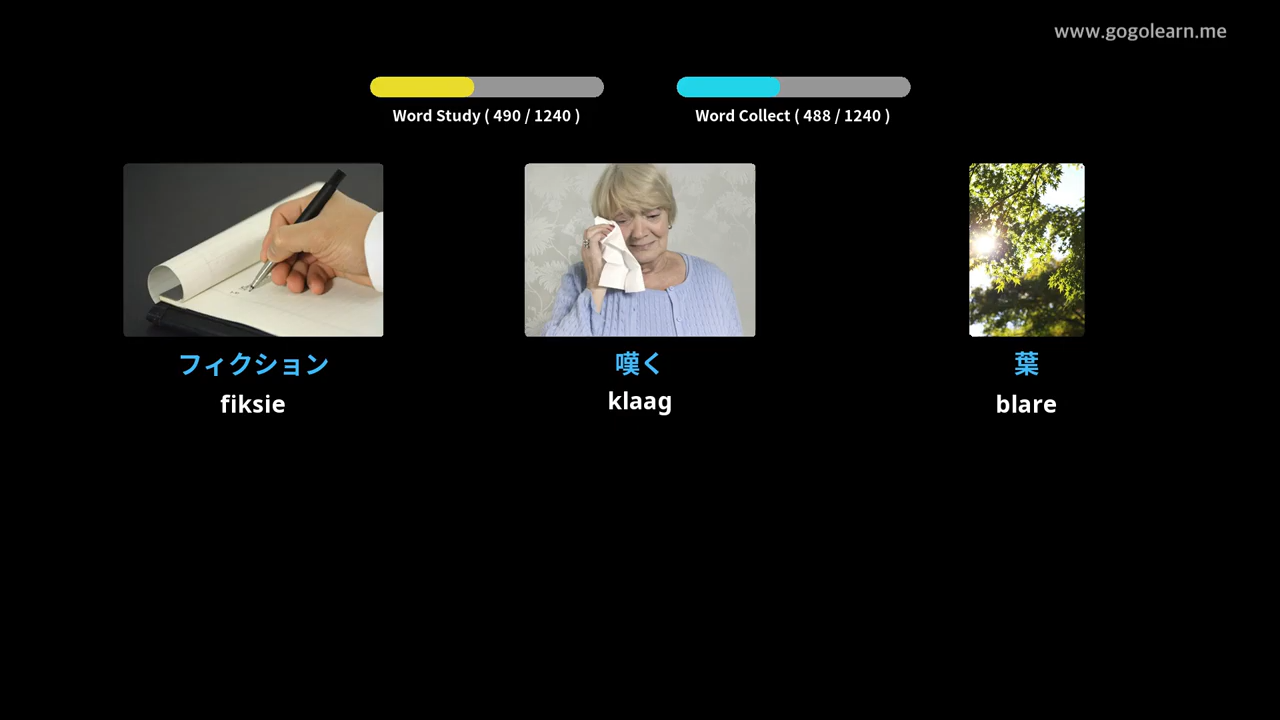 www.gogolearn.me
Word Study ( 490 / 1240 )
Word Collect ( 488 / 1240 )
フィクション
fiksie
嘆く
klaag
葉
blare